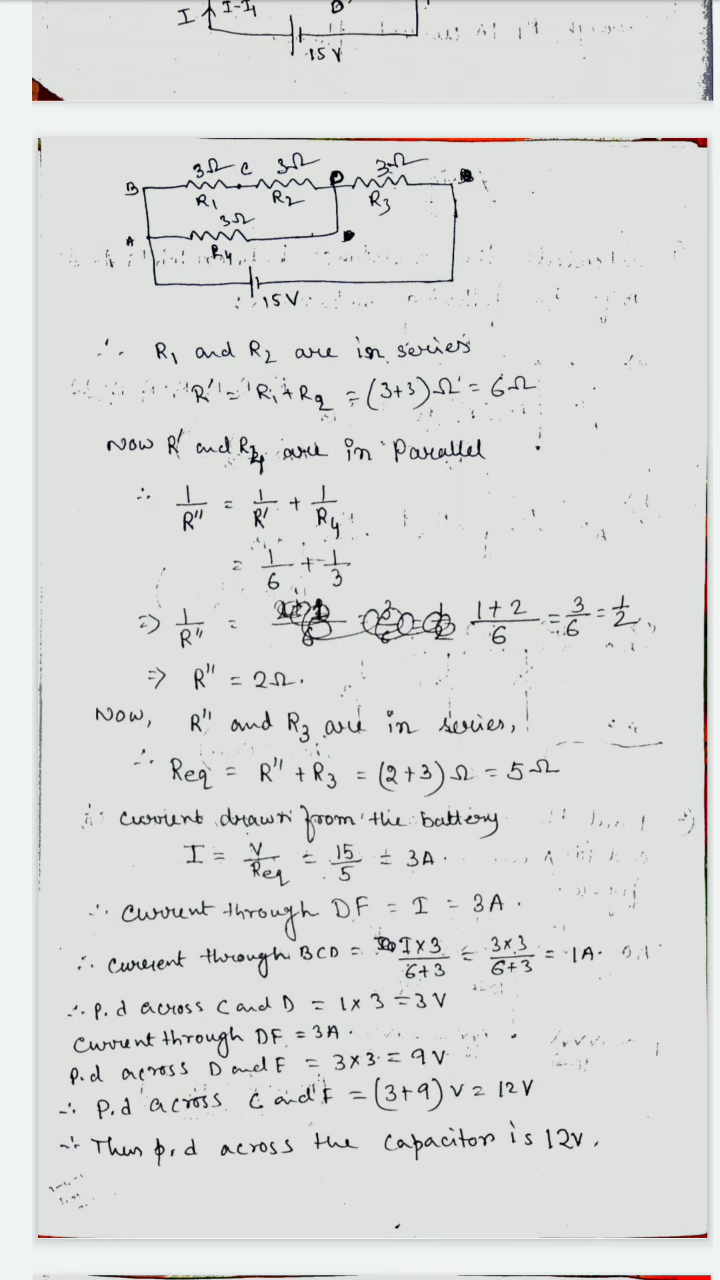 I I-I₁
15 V
3Ω C 3Ω D 3Ω
B R₁ R₂ R₃
3Ω
A
R₄
15V
∴ R₁ and R₂ are in series
R' = R₁ + R₂ = (3+3)Ω = 6Ω
Now R' and R₄ are in Parallel
∴ 1/R'' = 1/R' + 1/R₄
= 1/6 + 1/3
⇒ 1/R'' = (1+2)/6 = 3/6 = 1/2
⇒ R'' = 2Ω.
Now, R'' and R₃ are in series,
∴ Req = R'' + R₃ = (2+3)Ω = 5Ω
∴ current drawn from the battery
I = V/Req = 15/5 = 3A.
∴ current through DF = I = 3A.
∴ current through BCD = (I×3)/(6+3) = (3×3)/(6+3) = 1A.
∴ p.d across C and D = 1×3 = 3V
Current through DF = 3A.
p.d across D and F = 3×3 = 9V
∴ p.d across C and F = (3+9)V = 12V
∴ Then p.d across the capacitor is 12V.